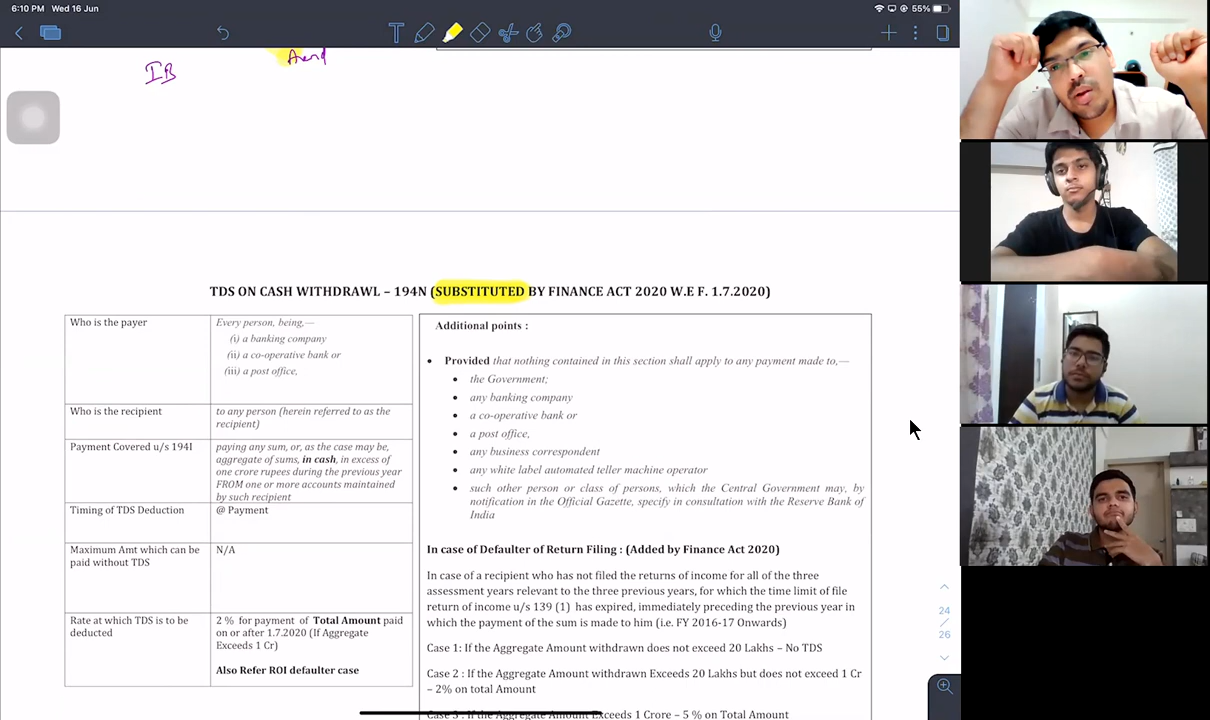 6:10 PM Wed 16 Jun
55%
Aend
IB
TDS ON CASH WITHDRAWL – 194N (SUBSTITUTED BY FINANCE ACT 2020 W.E F. 1.7.2020)
Who is the payer
Every person, being,—
(i) a banking company
(ii) a co-operative bank or
(iii) a post office,
Who is the recipient
to any person (herein referred to as the
recipient)
Payment Covered u/s 194I
paying any sum, or, as the case may be,
aggregate of sums, in cash, in excess of
one crore rupees during the previous year
FROM one or more accounts maintained
by such recipient
Timing of TDS Deduction
@ Payment
Maximum Amt which can be
paid without TDS
N/A
Rate at which TDS is to be
deducted
2 % for payment of Total Amount paid
on or after 1.7.2020 (If Aggregate
Exceeds 1 Cr)
Also Refer ROI defaulter case
Additional points :
• Provided that nothing contained in this section shall apply to any payment made to,—
• the Government;
• any banking company
• a co-operative bank or
• a post office,
• any business correspondent
• any white label automated teller machine operator
• such other person or class of persons, which the Central Government may, by
notification in the Official Gazette, specify in consultation with the Reserve Bank of
India
In case of Defaulter of Return Filing : (Added by Finance Act 2020)
In case of a recipient who has not filed the returns of income for all of the three
assessment years relevant to the three previous years, for which the time limit of file
return of income u/s 139 (1) has expired, immediately preceding the previous year in
which the payment of the sum is made to him (i.e. FY 2016-17 Onwards)
Case 1: If the Aggregate Amount withdrawn does not exceed 20 Lakhs – No TDS
Case 2 : If the Aggregate Amount withdrawn Exceeds 20 Lakhs but does not exceed 1 Cr
– 2% on total Amount
Case 3 : If the Aggregate Amount Exceeds 1 Crore – 5 % on Total Amount
24
/
26